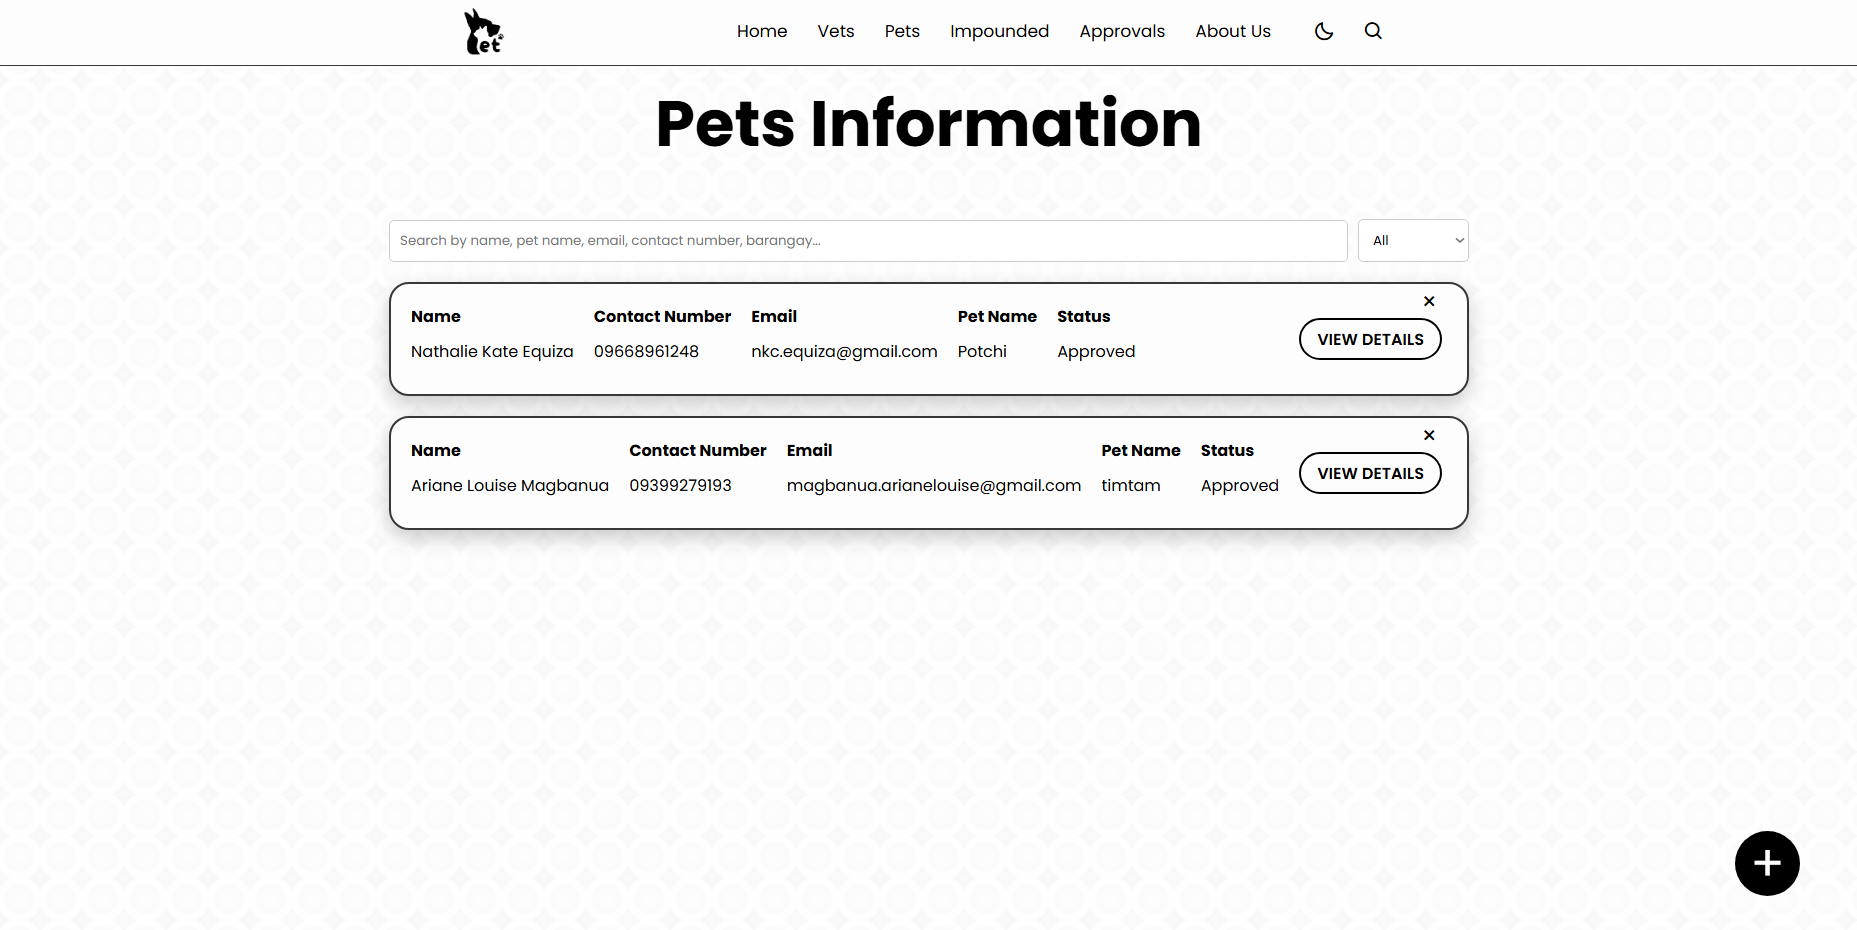 et
Home Vets Pets Impounded Approvals About Us
Pets Information
Search by name, pet name, email, contact number, barangay...
All
Name Contact Number Email Pet Name Status
Nathalie Kate Equiza 09668961248 nkc.equiza@gmail.com Potchi Approved
VIEW DETAILS
Name Contact Number Email Pet Name Status
Ariane Louise Magbanua 09399279193 magbanua.arianelouise@gmail.com timtam Approved
VIEW DETAILS